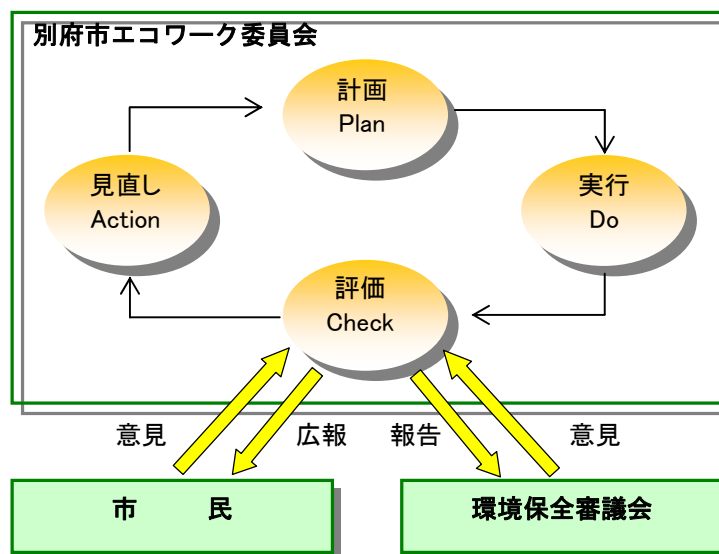 別府市エコワーク委員会
計画
Plan
見直し
Action
実行
Do
評価
Check
意見
広報
報告
意見
市　　民
環境保全審議会